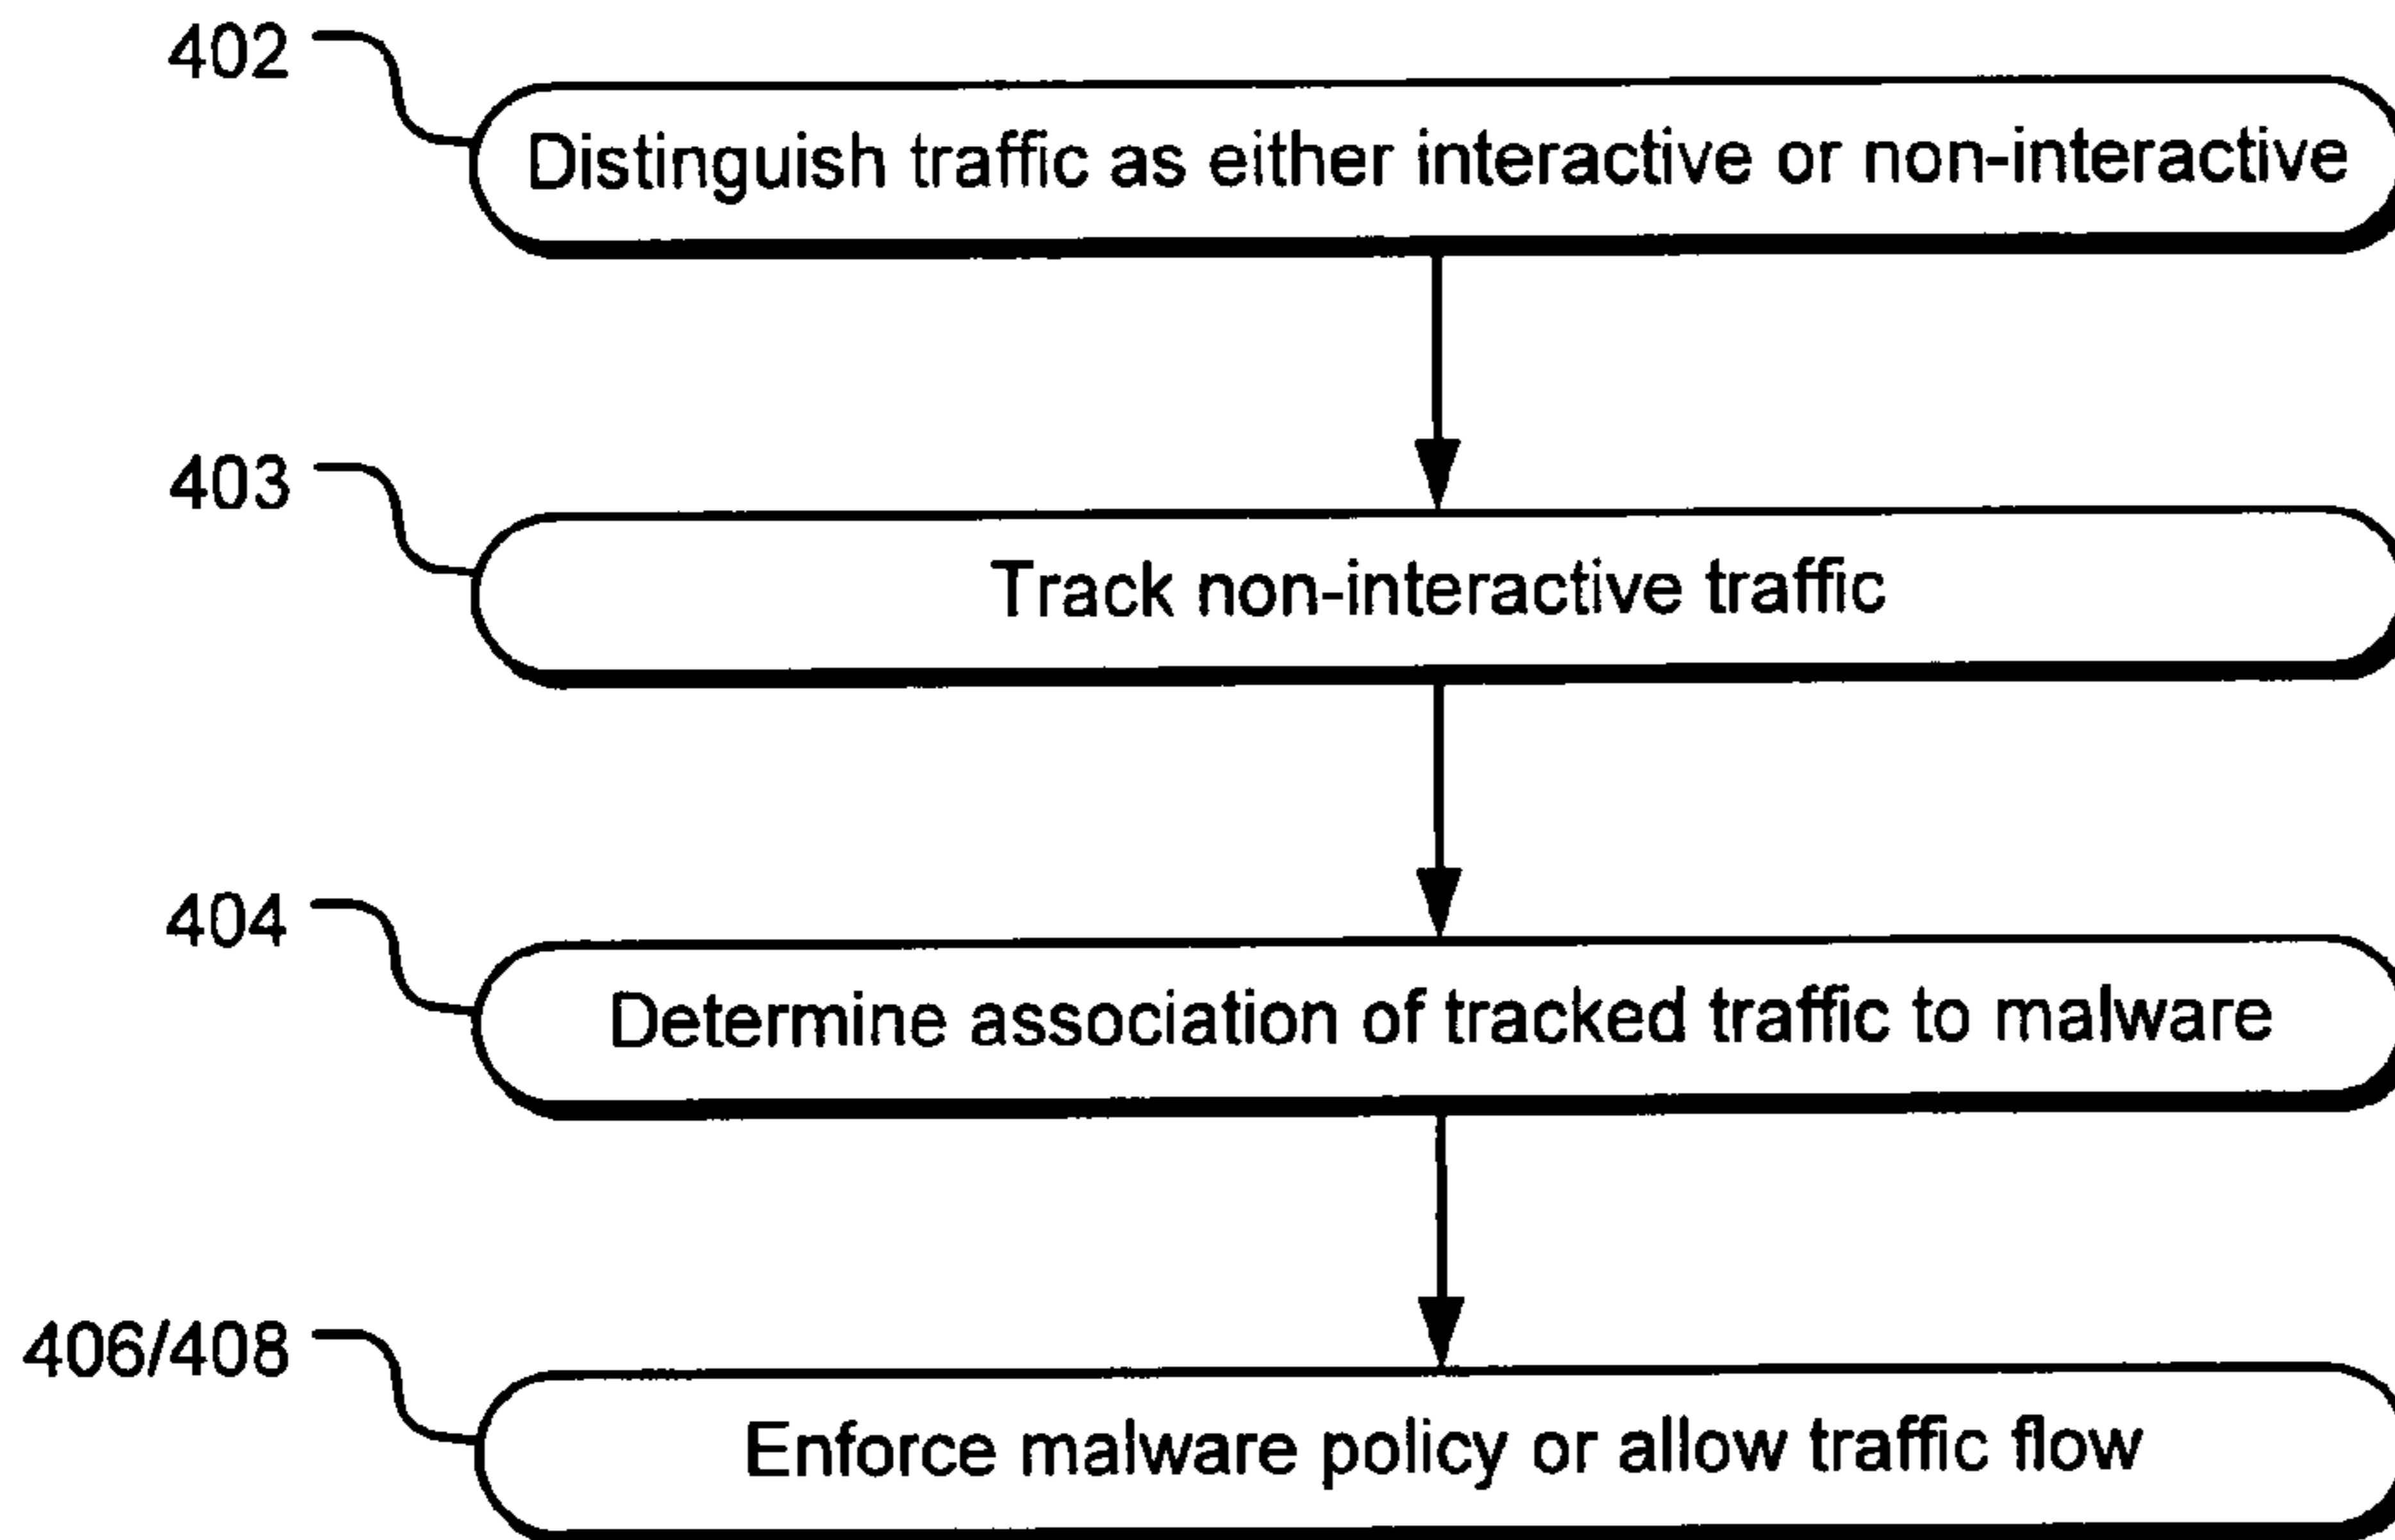 402
Distinguish traffic as either interactive or non-interactive
403
Track non-interactive traffic
404
Determine association of tracked traffic to malware
406/408
Enforce malware policy or allow traffic flow